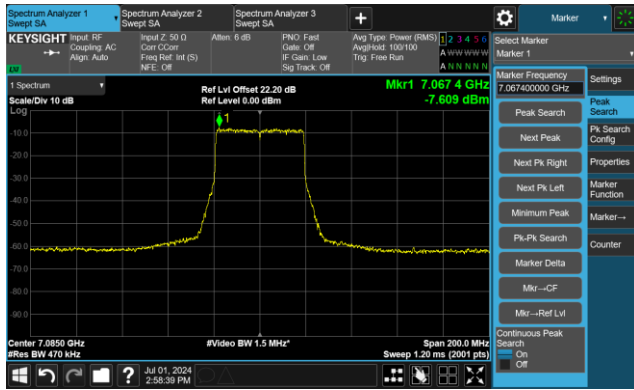 Spectrum Analyzer 1
Swept SA
Spectrum Analyzer 2
Swept SA
Spectrum Analyzer 3
Swept SA
+
Marker
KEYSIGHT
Input: RF
Coupling: AC
Align: Auto
Input Z: 50 Ω
Corr CCorr
Freq Ref: Int (S)
NFE: Off
Atten: 6 dB
PNO: Fast
Gate: Off
IF Gain: Low
Sig Track: Off
Avg Type: Power (RMS)
Avg|Hold: 100/100
Trig: Free Run
1 2 3 4 5 6
A W W W W W
A N N N N N
Select Marker
Marker 1
1 Spectrum
Scale/Div 10 dB
Log
Ref Lvl Offset 22.20 dB
Ref Level 0.00 dBm
Mkr1 7.067 4 GHz
-7.609 dBm
1
-10.0
-20.0
-30.0
-40.0
-50.0
-60.0
-70.0
-80.0
-90.0
Center 7.0850 GHz
#Res BW 470 kHz
#Video BW 1.5 MHz*
Span 200.0 MHz
Sweep 1.20 ms (2001 pts)
Marker Frequency
7.067400000 GHz
Peak Search
Next Peak
Next Pk Right
Next Pk Left
Minimum Peak
Pk-Pk Search
Marker Delta
Mkr→CF
Mkr→Ref Lvl
Continuous Peak
Search
On
Off
Settings
Peak
Search
Pk Search
Config
Properties
Marker
Function
Marker→
Counter
?
Jul 01, 2024
2:58:39 PM